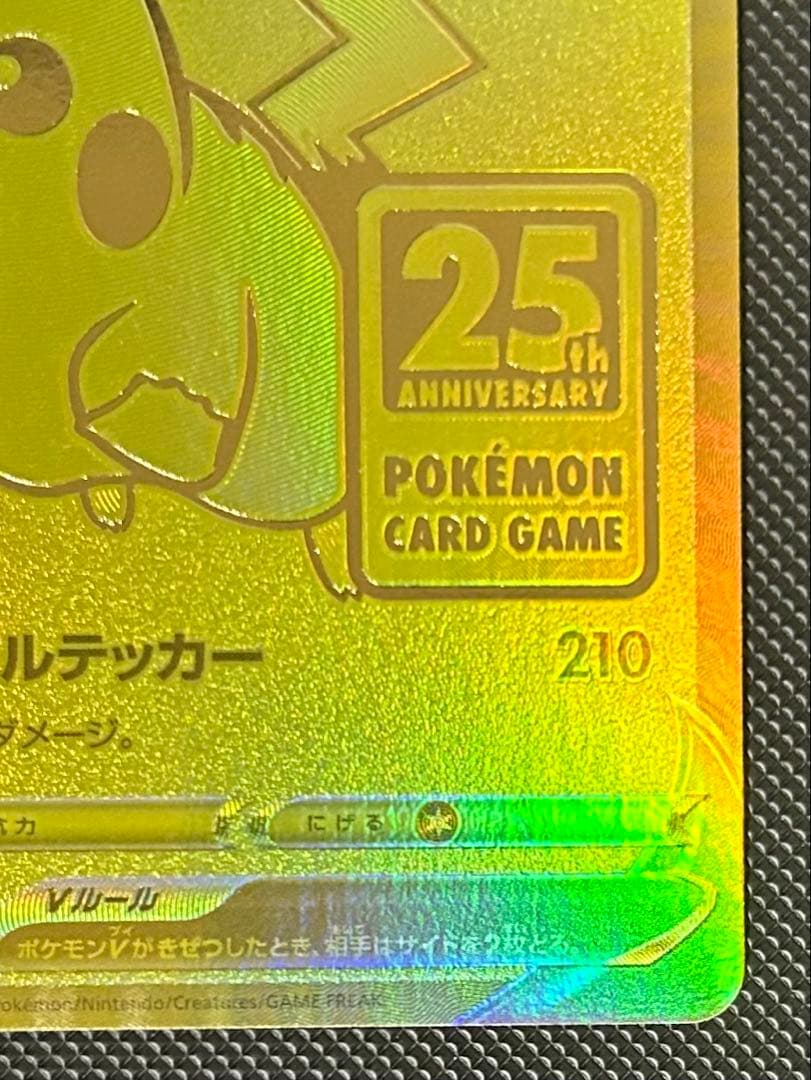 25th
ANNIVERSARY
POKÉMON
CARD GAME
ルテッカー 210
ダメージ。
抗力 にげる
Vルール
ポケモンVがきぜつしたとき、相手はサイドを2枚とる。
Pokémon/Nintendo/Creatures/GAME FREAK